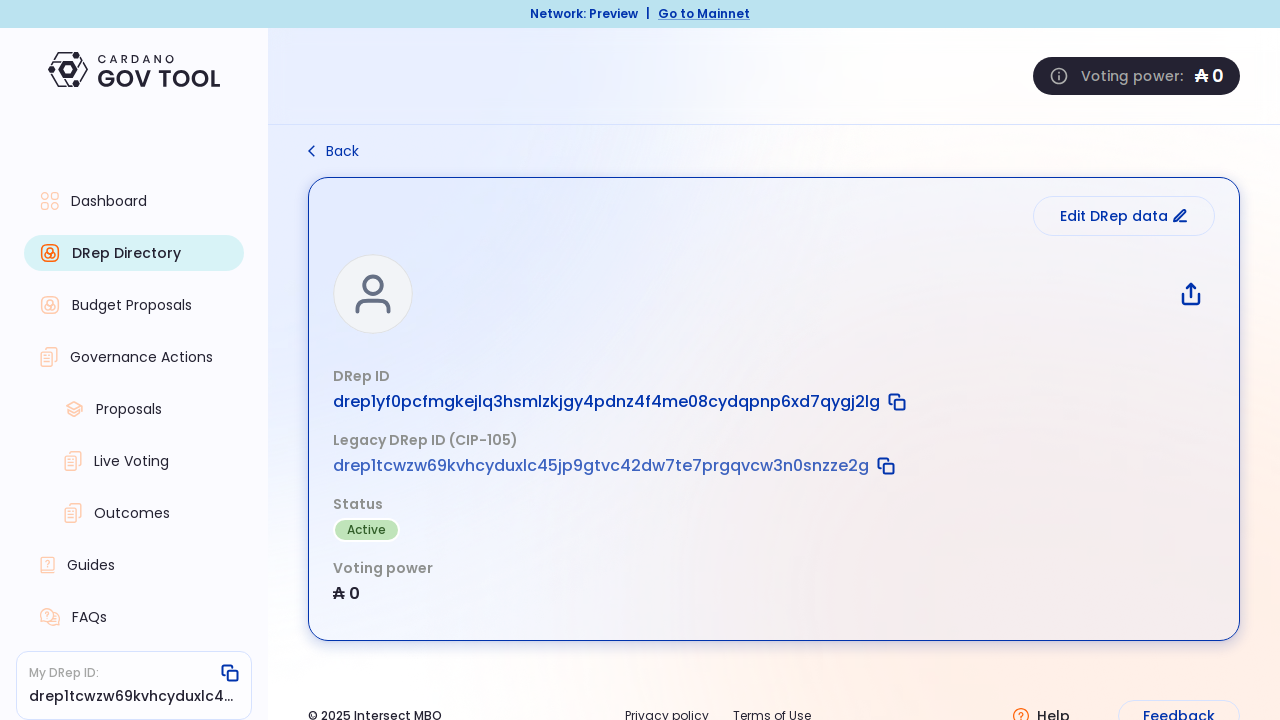 Network: Preview | Go to Mainnet
CARDANO
GOV TOOL
Voting power: ₳ 0
Back
Dashboard
DRep Directory
Budget Proposals
Governance Actions
Proposals
Live Voting
Outcomes
Guides
FAQs
My DRep ID:
drep1tcwzw69kvhcyduxlc4...
Edit DRep data
DRep ID
drep1yf0pcfmgkejlq3hsmlzkjgy4pdnz4f4me08cydqpnp6xd7qygj2lg
Legacy DRep ID (CIP-105)
drep1tcwzw69kvhcyduxlc45jp9gtvc42dw7te7prgqvcw3n0snzze2g
Status
Active
Voting power
₳ 0
© 2025 Intersect MBO
Privacy policy
Terms of Use
Help
Feedback